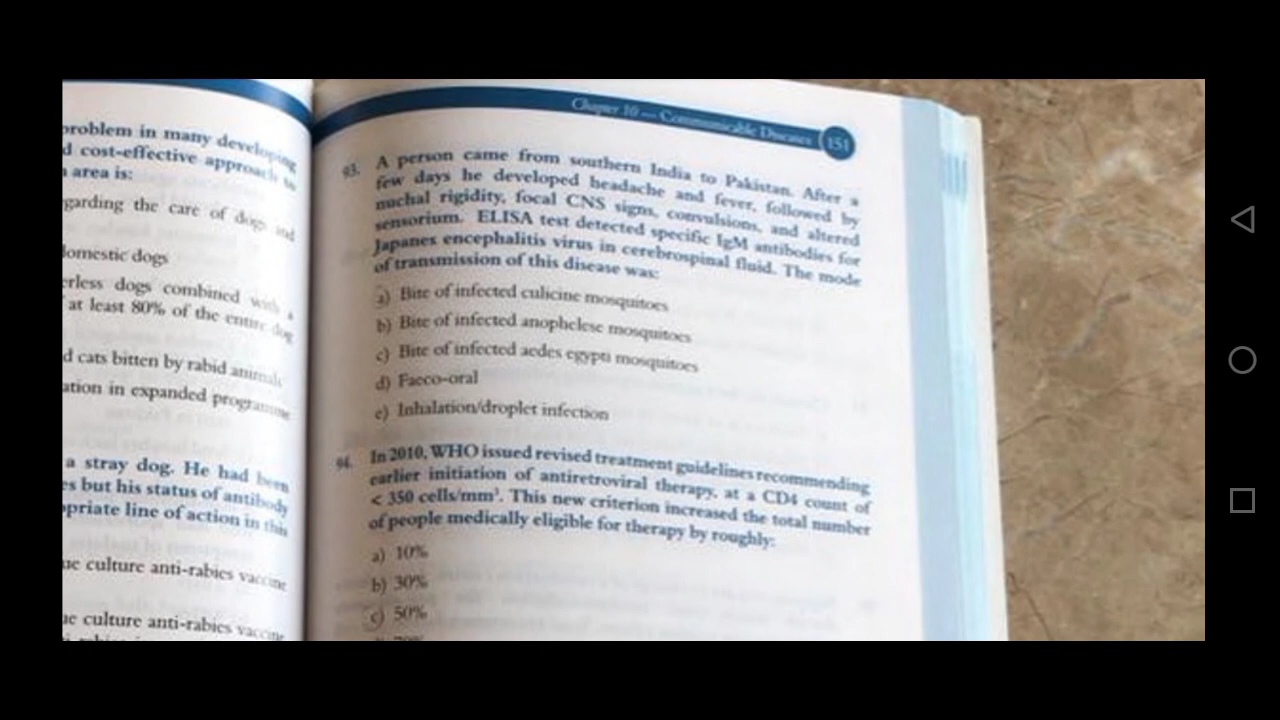 problem in many developing
d cost-effective approach to
area is:
garding the care of dogs and
domestic dogs
erless dogs combined with a
at least 80% of the entire dog
d cats bitten by rabid animals
ation in expanded programme
a stray dog. He had been
es but his status of antibody
opriate line of action in this
ue culture anti-rabies vaccine
ue culture anti-rabies vaccine
Chapter 10 — Communicable Diseases 151
93. A person came from southern India to Pakistan. After a
few days he developed headache and fever, followed by
nuchal rigidity, focal CNS signs, convulsions, and altered
sensorium. ELISA test detected specific IgM antibodies for
Japanes encephalitis virus in cerebrospinal fluid. The mode
of transmission of this disease was:
a) Bite of infected culicine mosquitoes
b) Bite of infected anophelese mosquitoes
c) Bite of infected aedes egypti mosquitoes
d) Faeco-oral
e) Inhalation/droplet infection
94. In 2010, WHO issued revised treatment guidelines recommending
earlier initiation of antiretroviral therapy, at a CD4 count of
< 350 cells/mm³. This new criterion increased the total number
of people medically eligible for therapy by roughly:
a) 10%
b) 30%
c) 50%